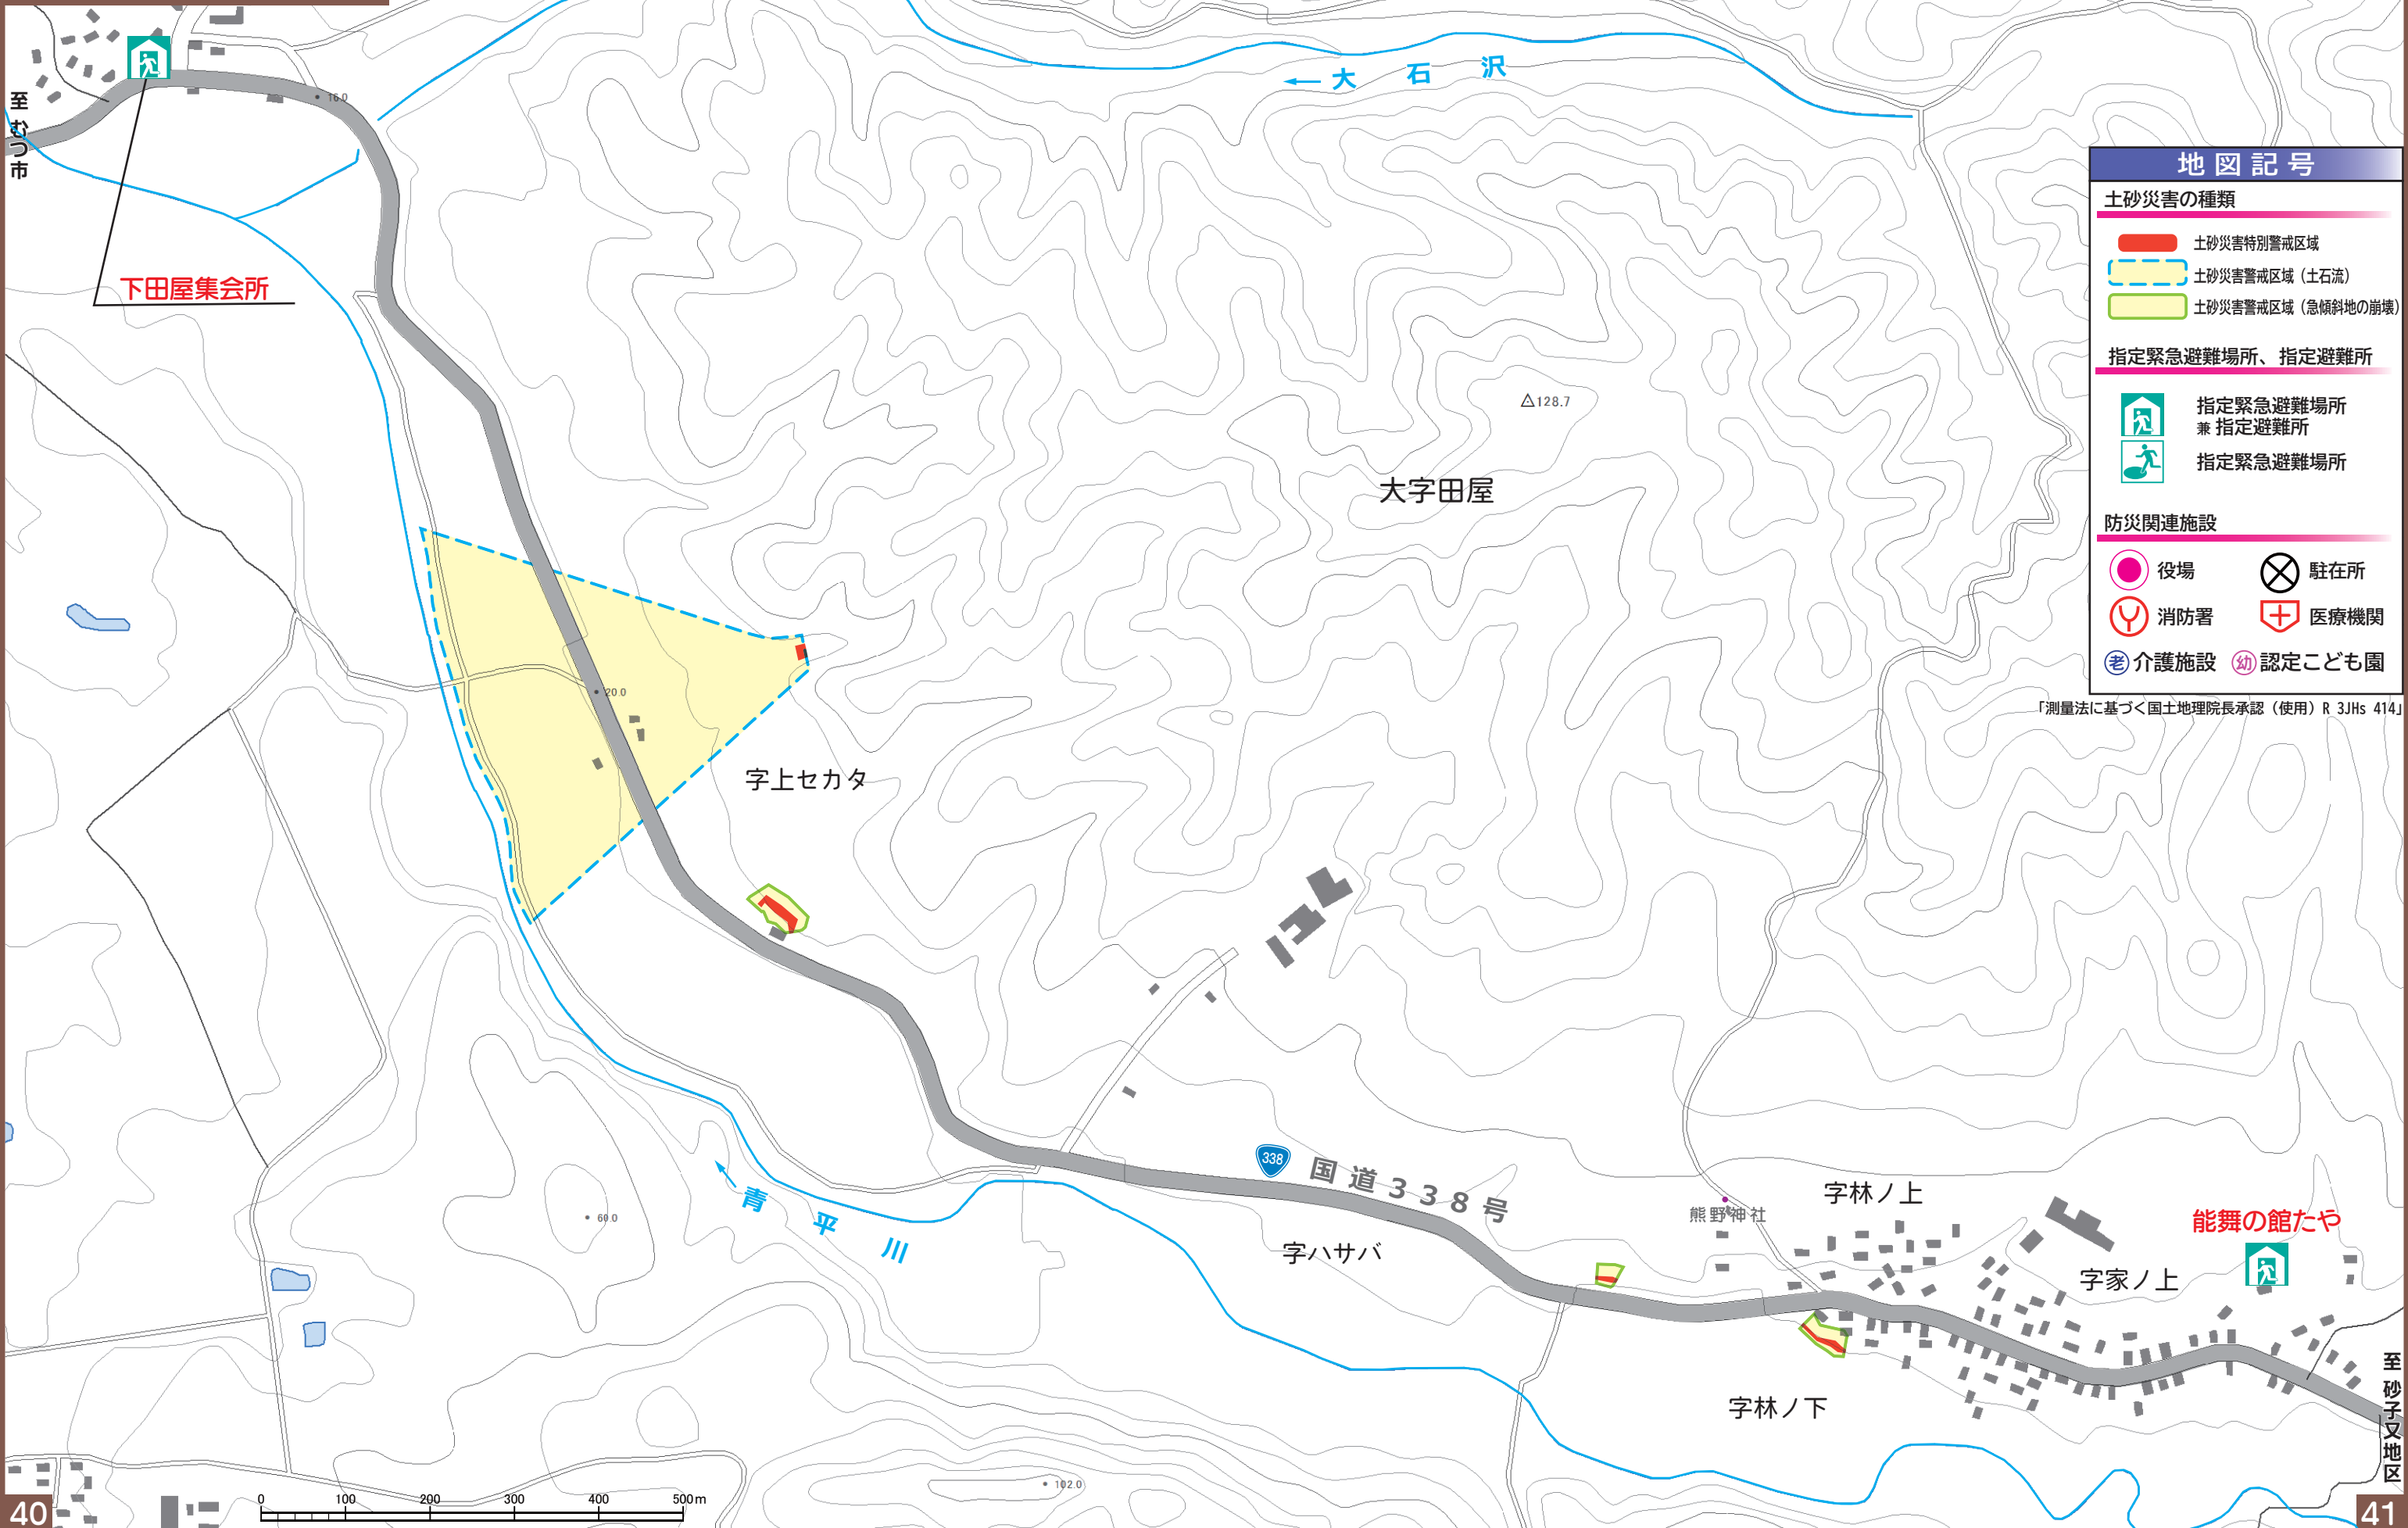 至むつ市
16.0
下田屋集会所
← 大石沢
128.7
大字田屋
20.0
字上セカタ
338
国道338号
青平川
60.0
字ハサバ
熊野神社
字林ノ上
能舞の館たや
字家ノ上
字林ノ下
102.0
至砂子又地区
地図記号
土砂災害の種類
土砂災害特別警戒区域
土砂災害警戒区域（土石流）
土砂災害警戒区域（急傾斜地の崩壊）
指定緊急避難場所、指定避難所
指定緊急避難場所
兼 指定避難所
指定緊急避難場所
防災関連施設
役場 駐在所
消防署 医療機関
老 介護施設 幼 認定こども園
「測量法に基づく国土地理院長承認（使用）R 3JHs 414」
0 100 200 300 400 500m
40
41